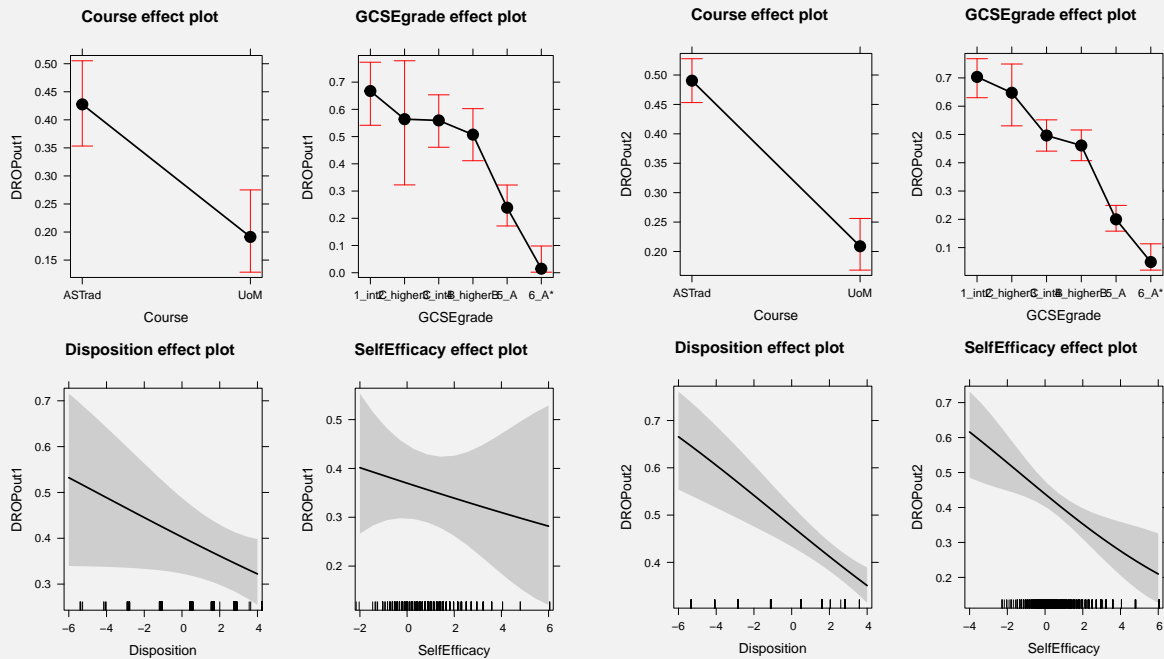 Course effect plot
0.50
0.45
0.40
0.35
0.30
0.25
0.20
0.15
DROPout1
ASTrad UoM
Course
GCSEgrade effect plot
0.7
0.6
0.5
0.4
0.3
0.2
0.1
0.0
DROPout1
5_A 6_A*
GCSEgrade
Course effect plot
0.50
0.45
0.40
0.35
0.30
0.25
0.20
DROPout2
ASTrad UoM
Course
GCSEgrade effect plot
0.7
0.6
0.5
0.4
0.3
0.2
0.1
DROPout2
5_A 6_A*
GCSEgrade
Disposition effect plot
0.7
0.6
0.5
0.4
0.3
DROPout1
−6 −4 −2 0 2 4
Disposition
SelfEfficacy effect plot
0.5
0.4
0.3
0.2
DROPout1
−2 0 2 4 6
SelfEfficacy
Disposition effect plot
0.7
0.6
0.5
0.4
DROPout2
−6 −4 −2 0 2 4
Disposition
SelfEfficacy effect plot
0.7
0.6
0.5
0.4
0.3
0.2
DROPout2
−4 −2 0 2 4 6
SelfEfficacy